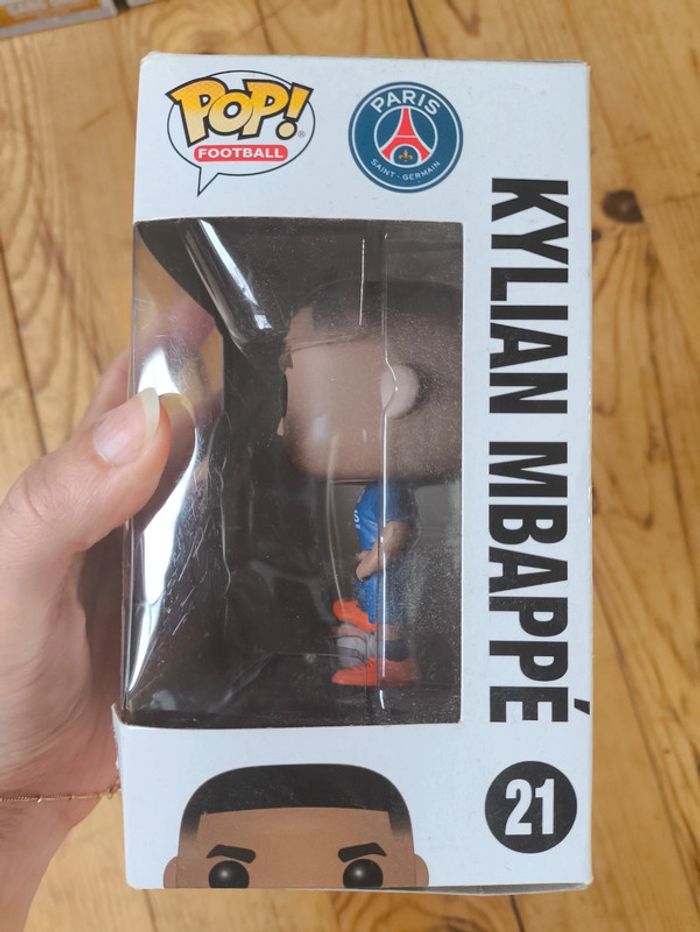 POP!
FOOTBALL
PARIS
SAINT-GERMAIN
KYLIAN MBAPPÉ
21